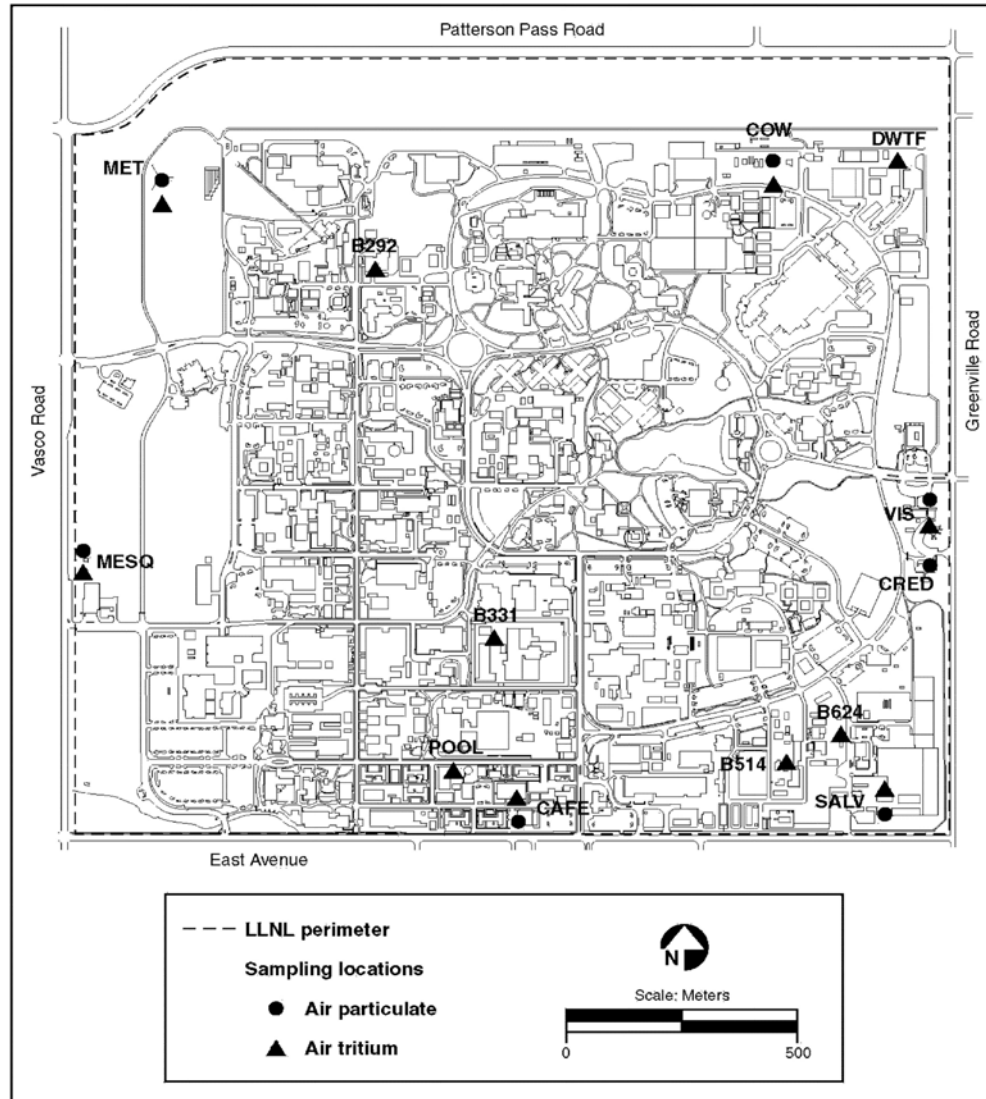 Patterson Pass Road
COW
DWTF
MET
B292
Vasco Road
Greenville Road
VIS
MESQ
CRED
B331
B624
POOL
B514
SALV
CAFE
East Avenue
LLNL perimeter
Sampling locations
Air particulate
Air tritium
N
Scale: Meters
0 500